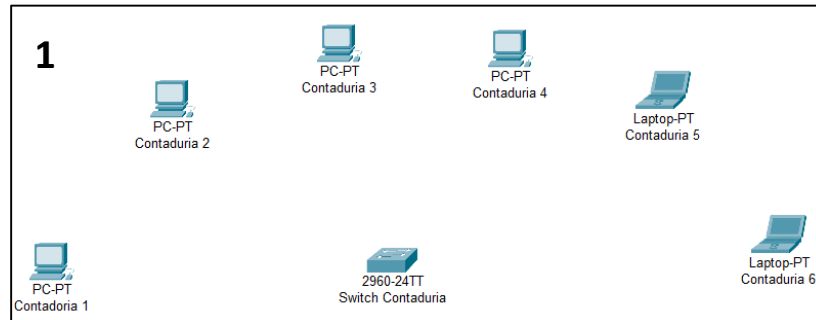 1
PC-PT
Contaduria 3
PC-PT
Contaduria 4
PC-PT
Contaduria 2
Laptop-PT
Contaduria 5
PC-PT
Contadoria 1
2960-24TT
Switch Contaduria
Laptop-PT
Contaduria 6